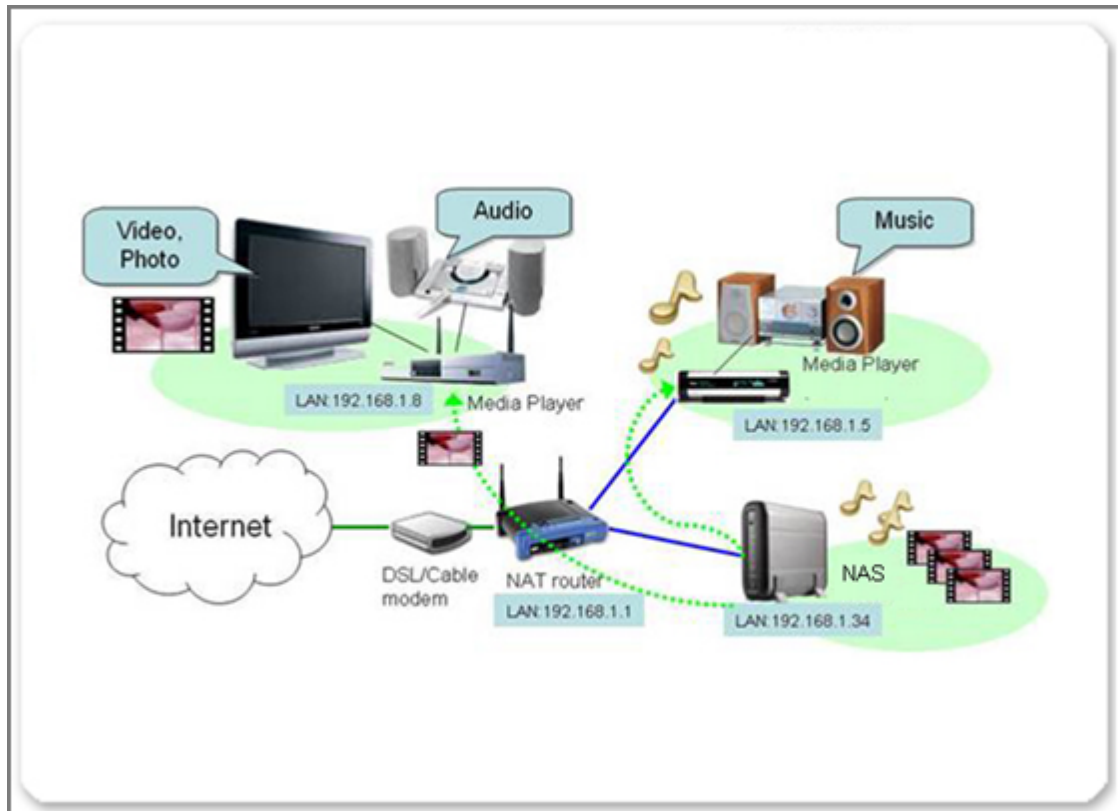 Video,
Photo
Audio
Music
LAN:192.168.1.8
Media Player
Media Player
LAN:192.168.1.5
Internet
DSL/Cable
modem
NAT router
LAN:192.168.1.1
NAS
LAN:192.168.1.34